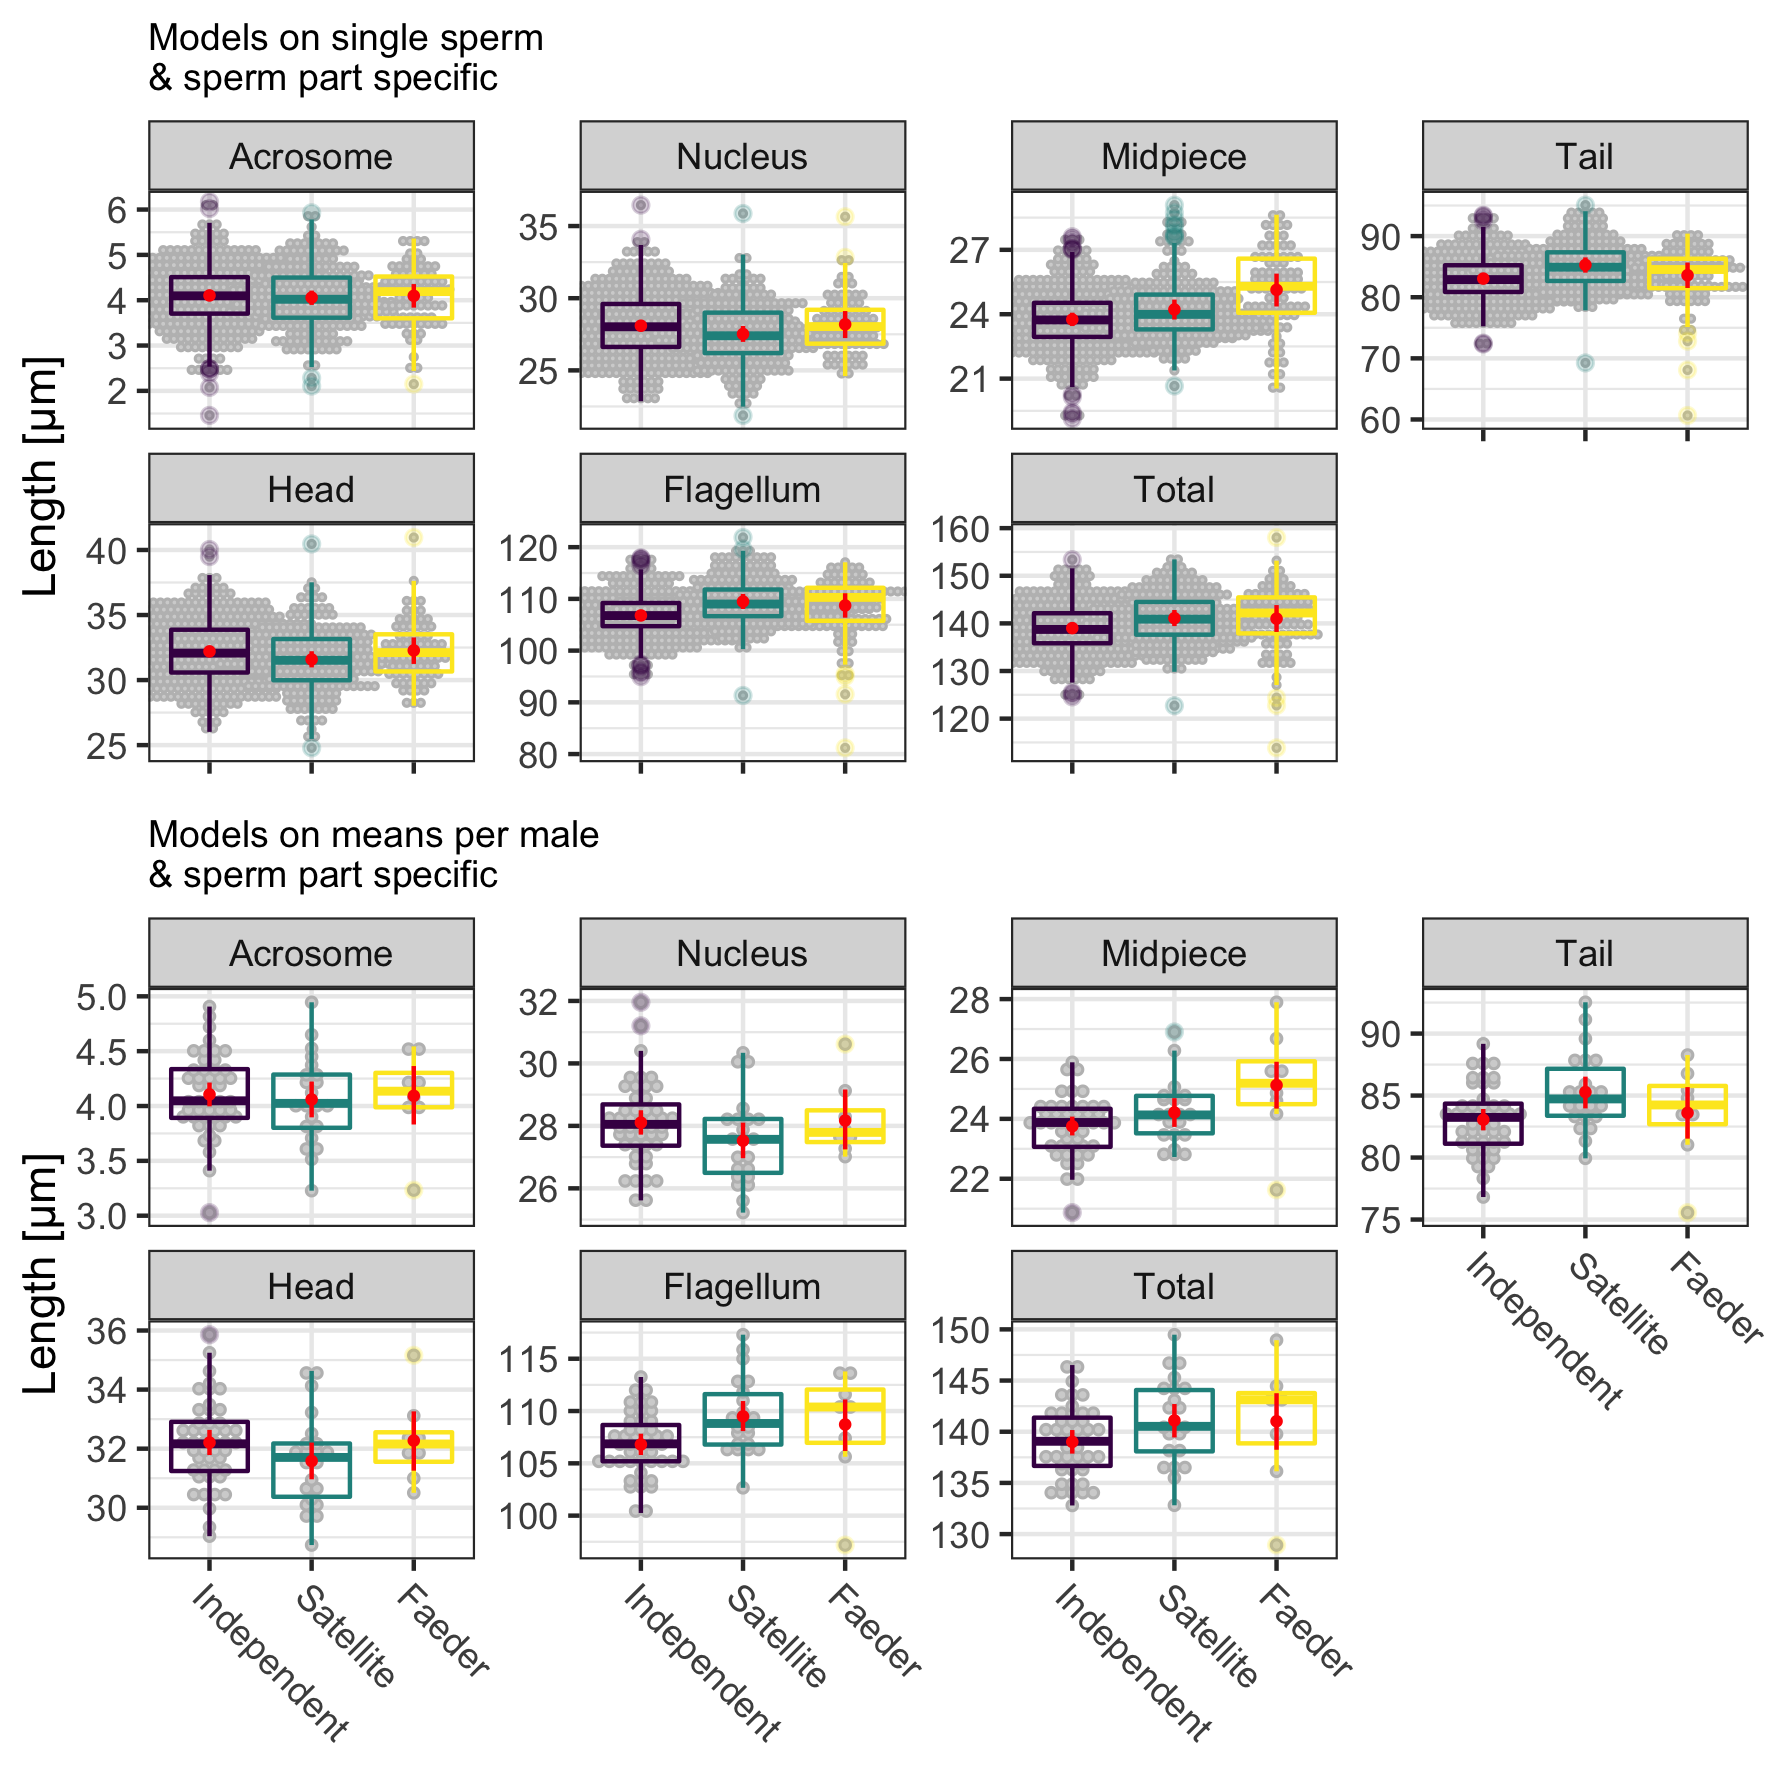 Models on single sperm
& sperm part specific
Acrosome
Nucleus
Midpiece
Tail
6
5
4
3
2
35
30
25
27
24
21
90
80
70
60
Length [µm]
Head
Flagellum
Total
40
35
30
25
120
110
100
90
80
160
150
140
130
120
Models on means per male
& sperm part specific
Acrosome
Nucleus
Midpiece
Tail
5.0
4.5
4.0
3.5
3.0
32
30
28
26
28
26
24
22
90
85
80
75
Independent
Satellite
Faeder
Length [µm]
Head
Flagellum
Total
36
34
32
30
115
110
105
100
150
145
140
135
130
Independent
Satellite
Faeder
Independent
Satellite
Faeder
Independent
Satellite
Faeder